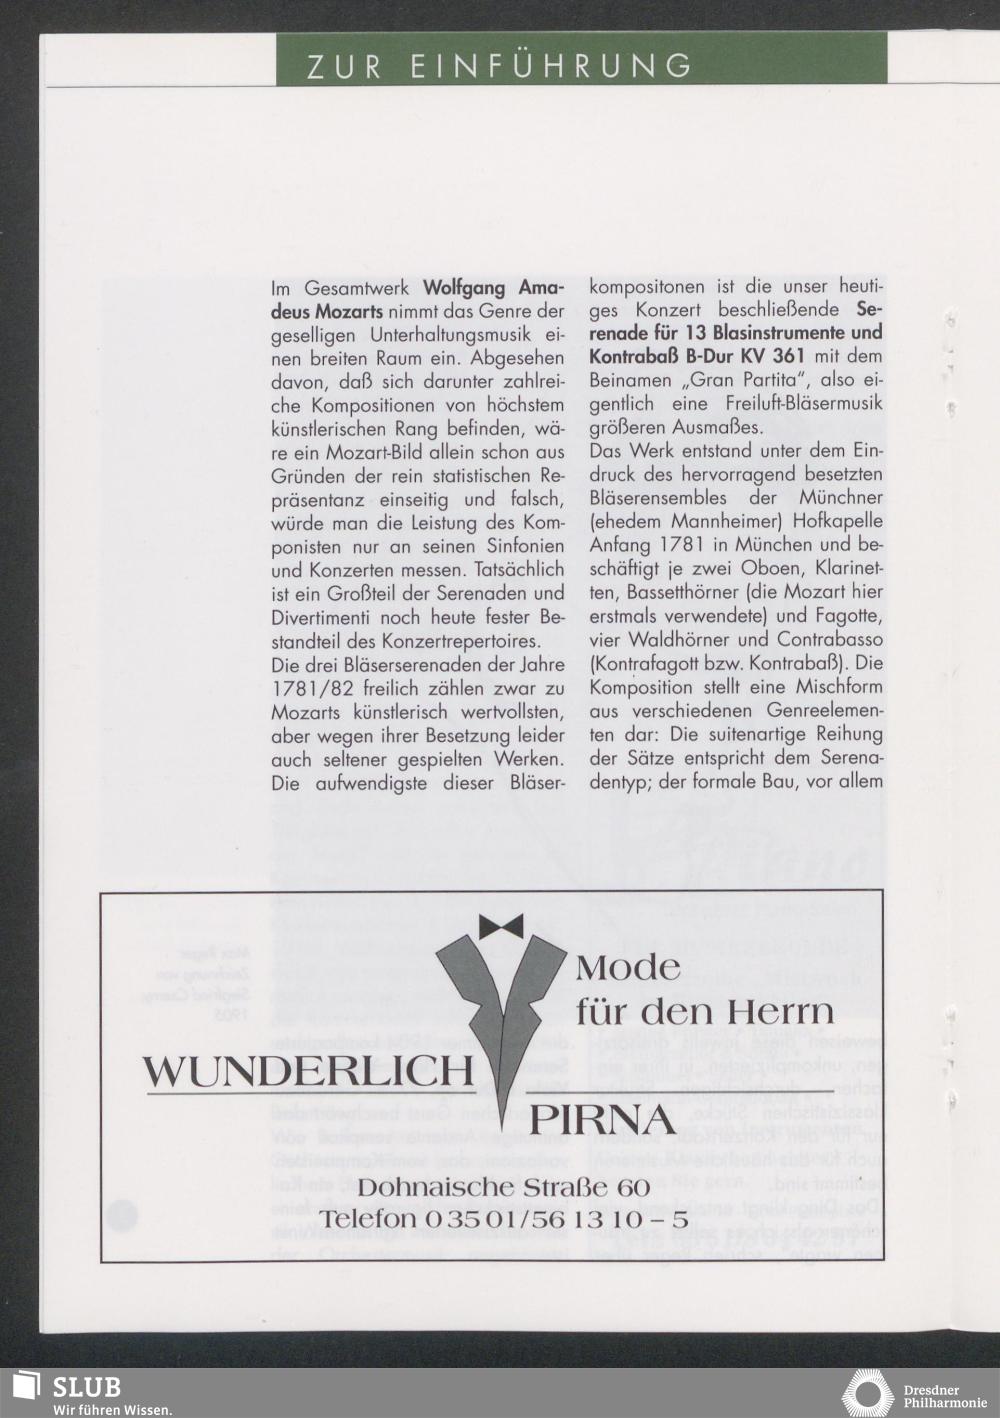 ZUR EINFÜHRUNG
Im Gesamtwerk Wolfgang Ama-
deus Mozarts nimmt das Genre der
geselligen Unterhaltungsmusik ei-
nen breiten Raum ein. Abgesehen
davon, daß sich darunter zahlrei-
che Kompositionen von höchstem
künstlerischen Rang befinden, wä-
re ein Mozart-Bild allein schon aus
Gründen der rein statistischen Re-
präsentanz einseitig und falsch,
würde man die Leistung des Kom-
ponisten nur an seinen Sinfonien
und Konzerten messen. Tatsächlich
ist ein Großteil der Serenaden und
Divertimenti noch heute fester Be-
standteil des Konzertrepertoires.
Die drei Bläserserenaden der Jahre
1781/82 freilich zählen zwar zu
Mozarts künstlerisch wertvollsten,
aber wegen ihrer Besetzung leider
auch seltener gespielten Werken.
Die aufwendigste dieser Bläser-
kompositonen ist die unser heuti-
ges Konzert beschließende Se-
renade für 13 Blasinstrumente und
Kontrabaß B-Dur KV 361 mit dem
Beinamen „Gran Partita“, also ei-
gentlich eine Freiluft-Bläsermusik
größeren Ausmaßes.
Das Werk entstand unter dem Ein-
druck des hervorragend besetzten
Bläserensembles der Münchner
(ehedem Mannheimer) Hofkapelle
Anfang 1781 in München und be-
schäftigt je zwei Oboen, Klarinet-
ten, Bassetthörner (die Mozart hier
erstmals verwendete) und Fagotte,
vier Waldhörner und Contrabasso
(Kontrafagott bzw. Kontrabaß). Die
Komposition stellt eine Mischform
aus verschiedenen Genreelemen-
ten dar: Die suitenartige Reihung
der Sätze entspricht dem Serena-
dentyp; der formale Bau, vor allem
Mode
für den Herrn
WUNDERLICH
PIRNA
Dohnaische Straße 60
Telefon 0 35 01/56 13 10 – 5
SLUB
Wir führen Wissen.
Dresdner
Philharmonie